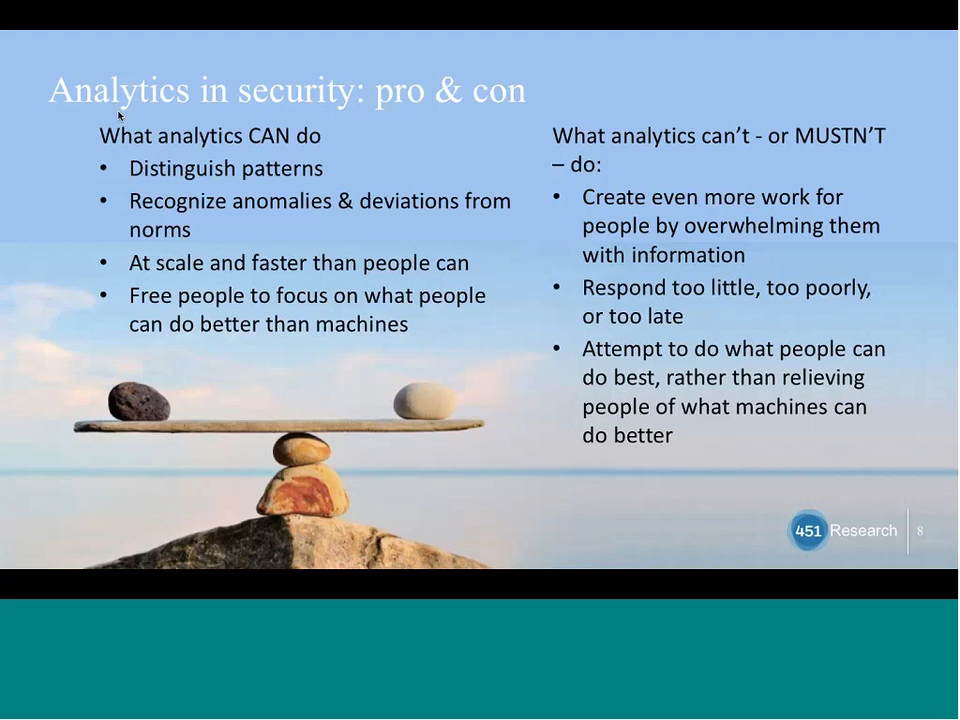 Analytics in security: pro & con
What analytics CAN do
• Distinguish patterns
• Recognize anomalies & deviations from
norms
• At scale and faster than people can
• Free people to focus on what people
can do better than machines
What analytics can’t - or MUSTN’T
– do:
• Create even more work for
people by overwhelming them
with information
• Respond too little, too poorly,
or too late
• Attempt to do what people can
do best, rather than relieving
people of what machines can
do better
451 Research 8